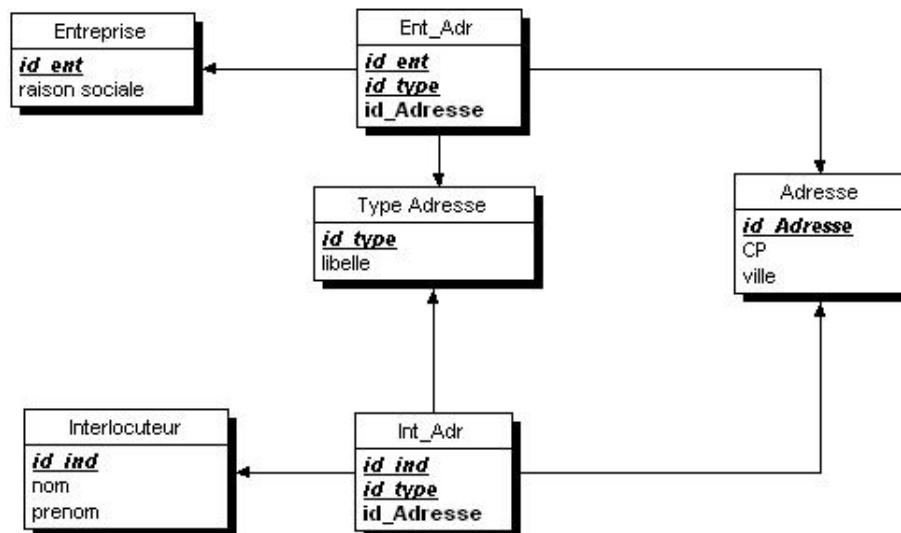 Entreprise
id_ent
raison sociale
Ent_Adr
id_ent
id_type
id_Adresse
Type Adresse
id_type
libelle
Adresse
id_Adresse
CP
ville
Interlocuteur
id_ind
nom
prenom
Int_Adr
id_ind
id_type
id_Adresse